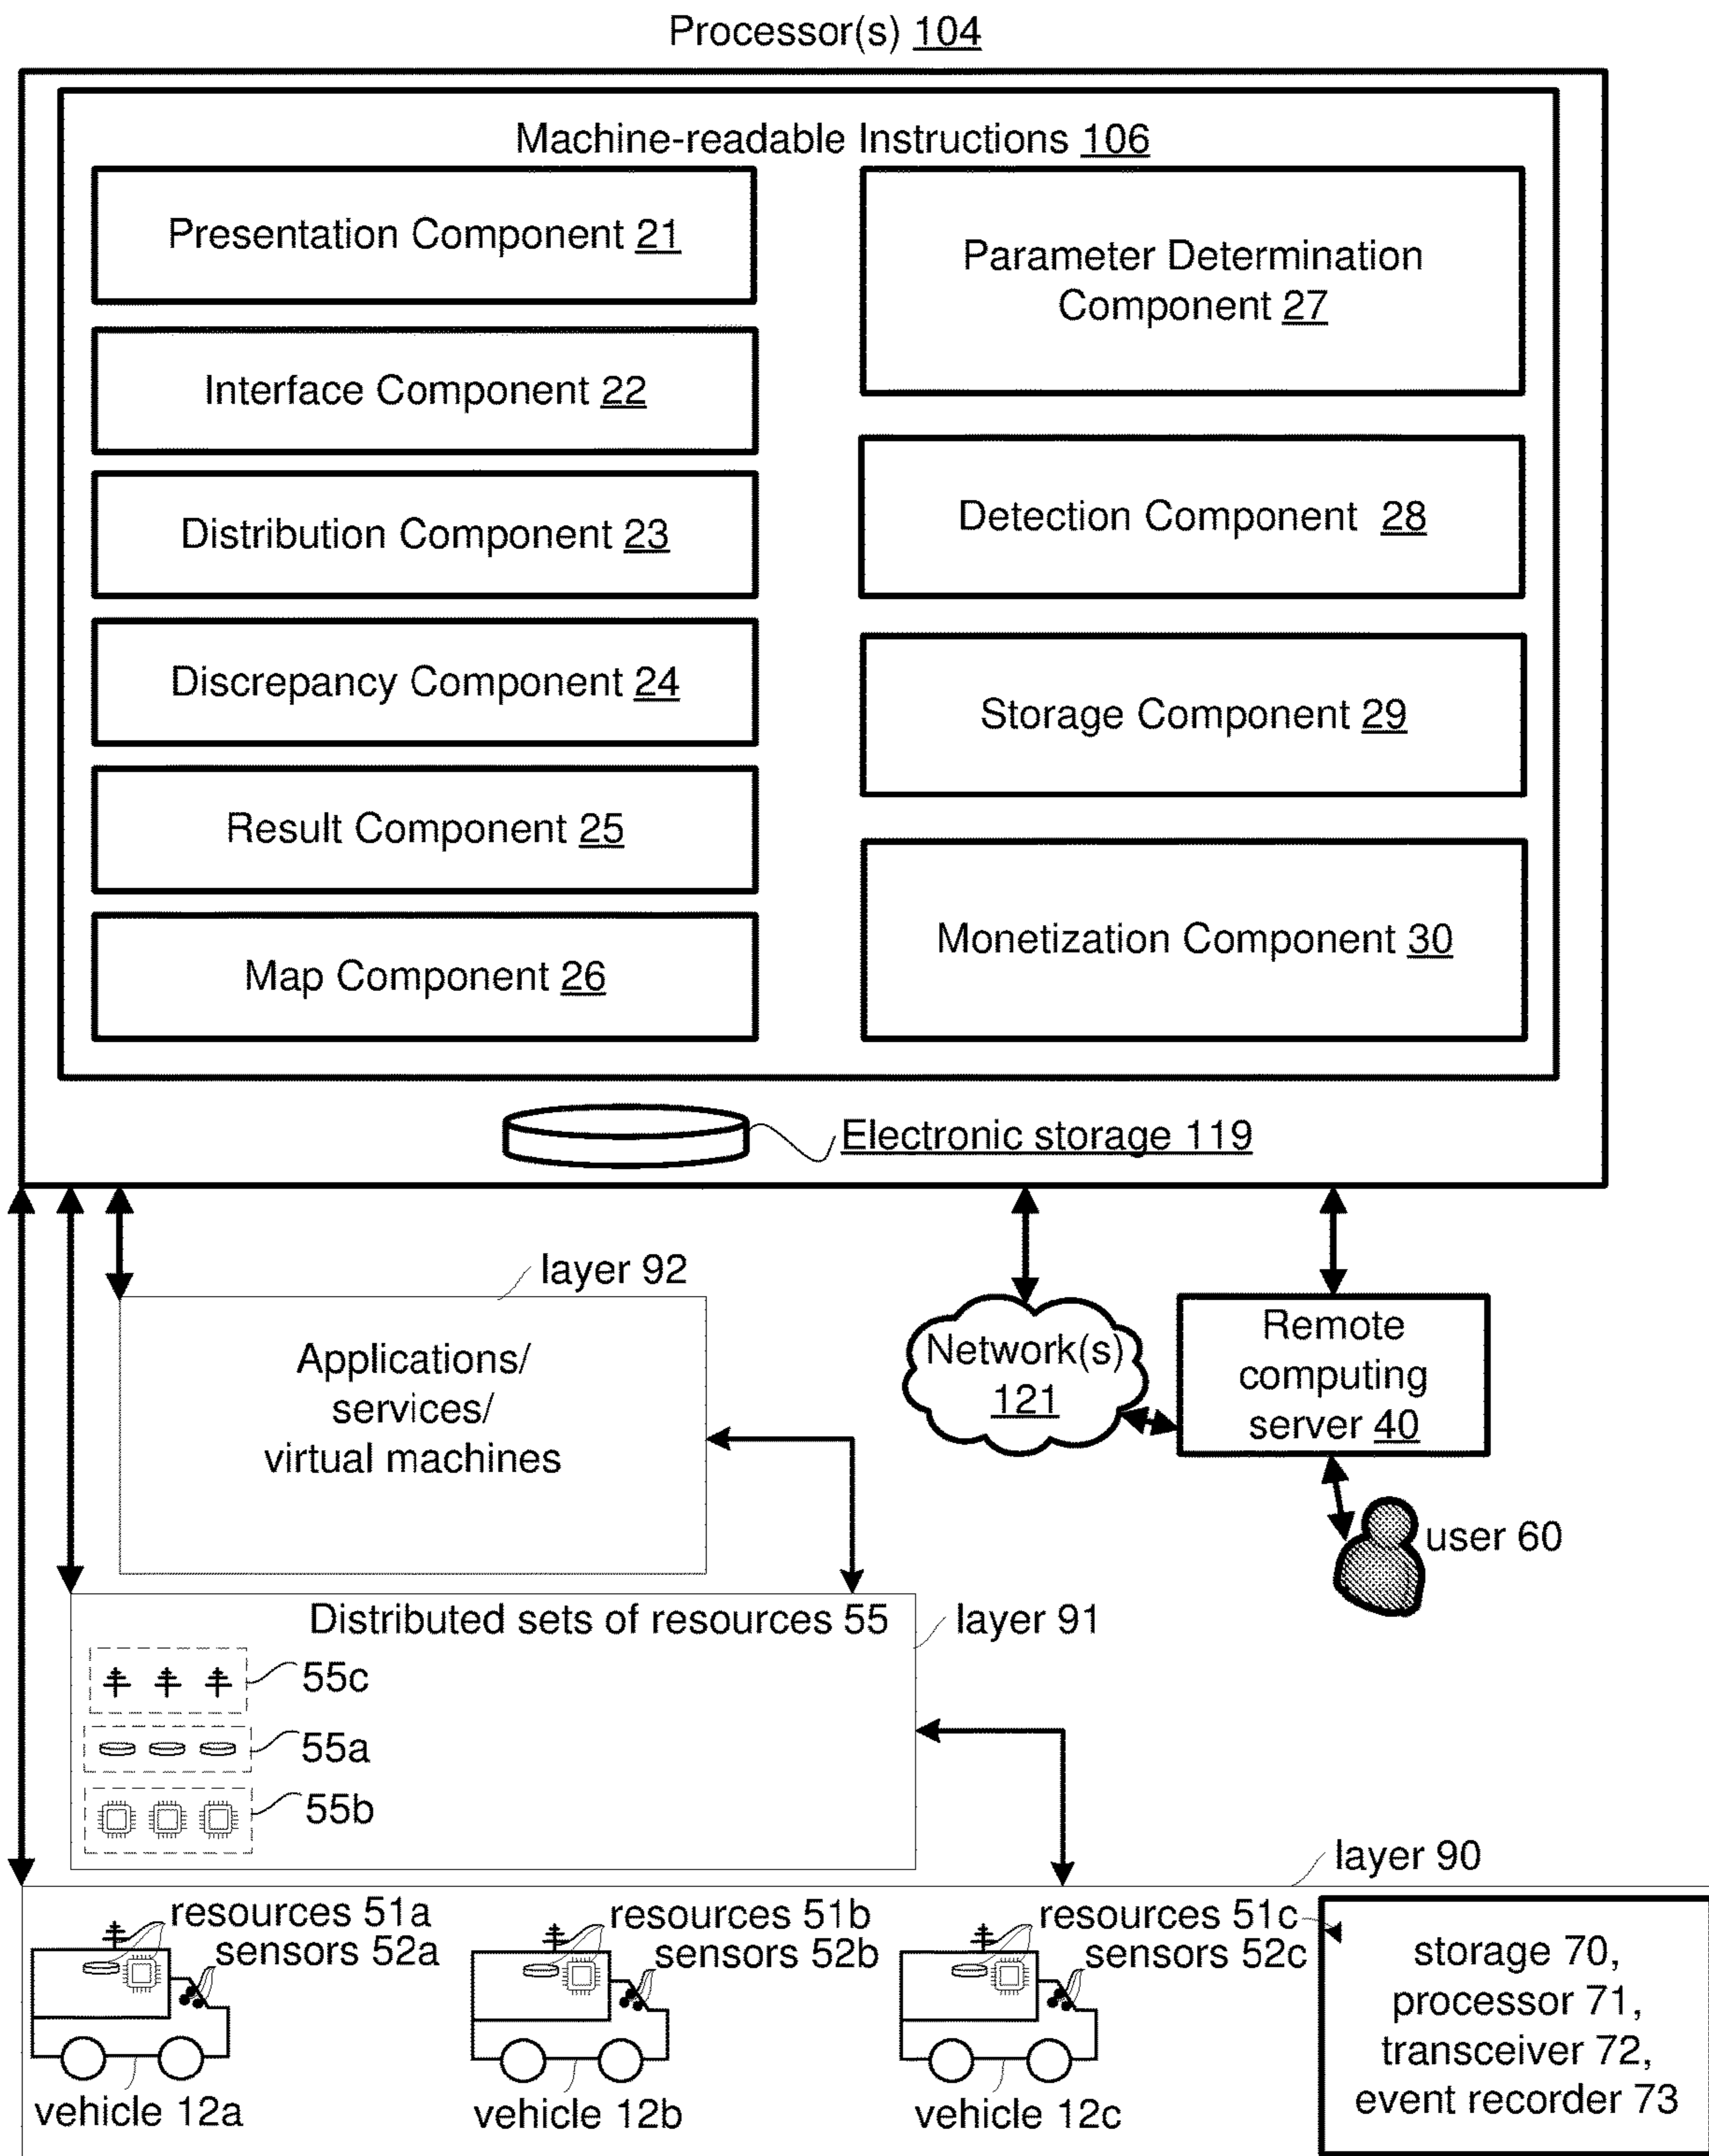 Processor(s) 104
Machine-readable Instructions 106
Presentation Component 21
Interface Component 22
Distribution Component 23
Discrepancy Component 24
Result Component 25
Map Component 26
Parameter Determination
Component 27
Detection Component 28
Storage Component 29
Monetization Component 30
Electronic storage 119
layer 92
Applications/
services/
virtual machines
Network(s)
121
Remote
computing
server 40
user 60
Distributed sets of resources 55
layer 91
55c
55a
55b
layer 90
resources 51a
sensors 52a
vehicle 12a
resources 51b
sensors 52b
vehicle 12b
resources 51c
sensors 52c
vehicle 12c
storage 70,
processor 71,
transceiver 72,
event recorder 73